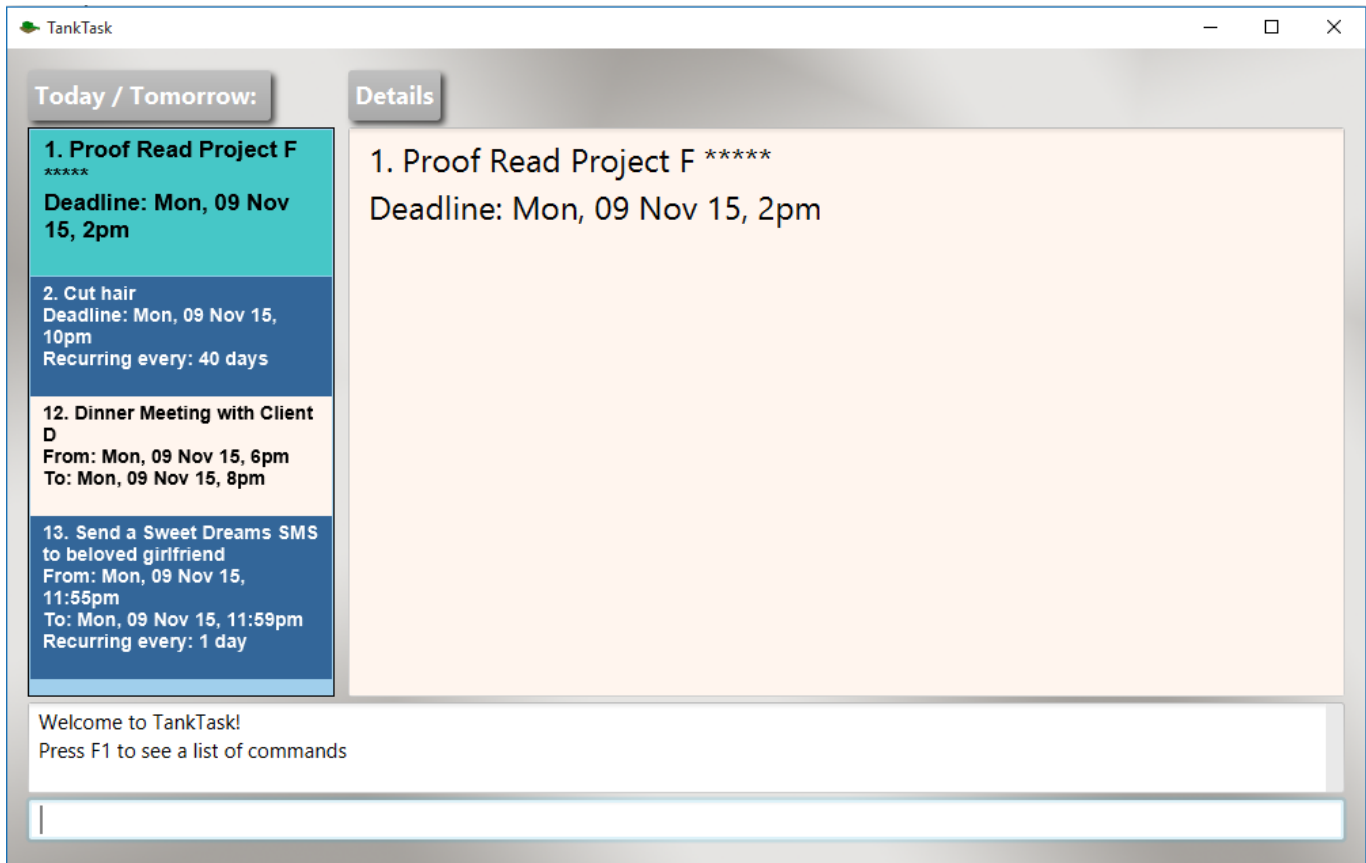 TankTask
Today / Tomorrow:
Details
1. Proof Read Project F
*****
Deadline: Mon, 09 Nov
15, 2pm
2. Cut hair
Deadline: Mon, 09 Nov 15,
10pm
Recurring every: 40 days
12. Dinner Meeting with Client
D
From: Mon, 09 Nov 15, 6pm
To: Mon, 09 Nov 15, 8pm
13. Send a Sweet Dreams SMS
to beloved girlfriend
From: Mon, 09 Nov 15,
11:55pm
To: Mon, 09 Nov 15, 11:59pm
Recurring every: 1 day
1. Proof Read Project F *****
Deadline: Mon, 09 Nov 15, 2pm
Welcome to TankTask!
Press F1 to see a list of commands